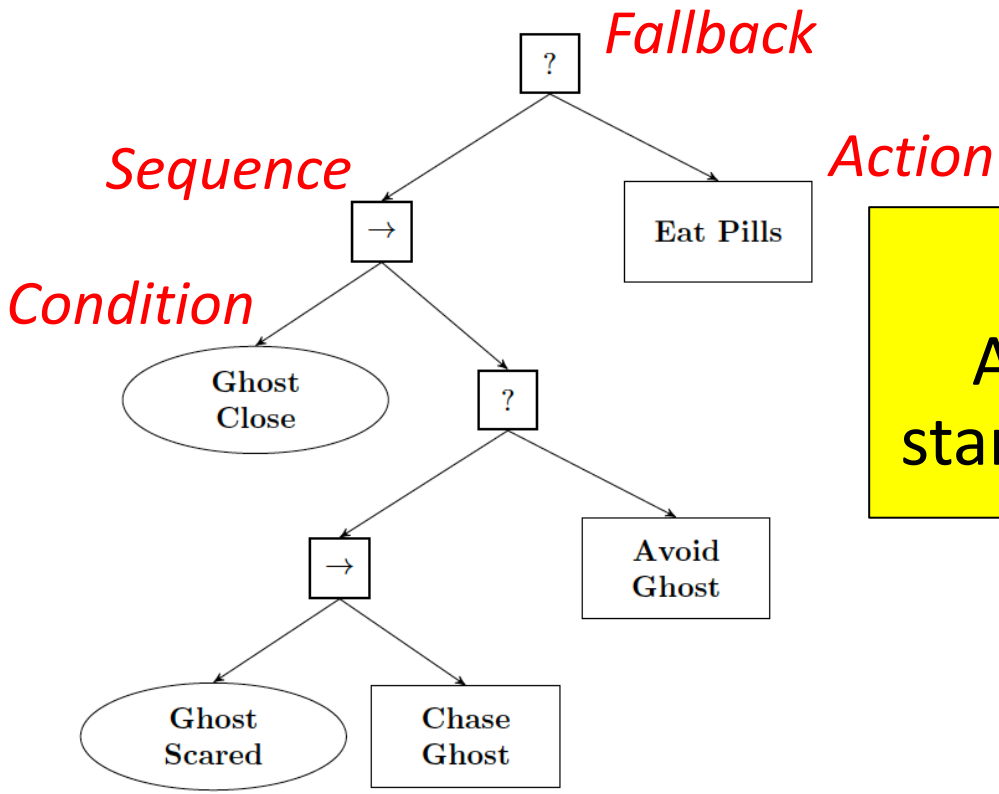 Fallback
?
Sequence
Action
→
Eat Pills
Condition
Ghost
Close
?
→
Avoid
Ghost
Ghost
Scared
Chase
Ghost